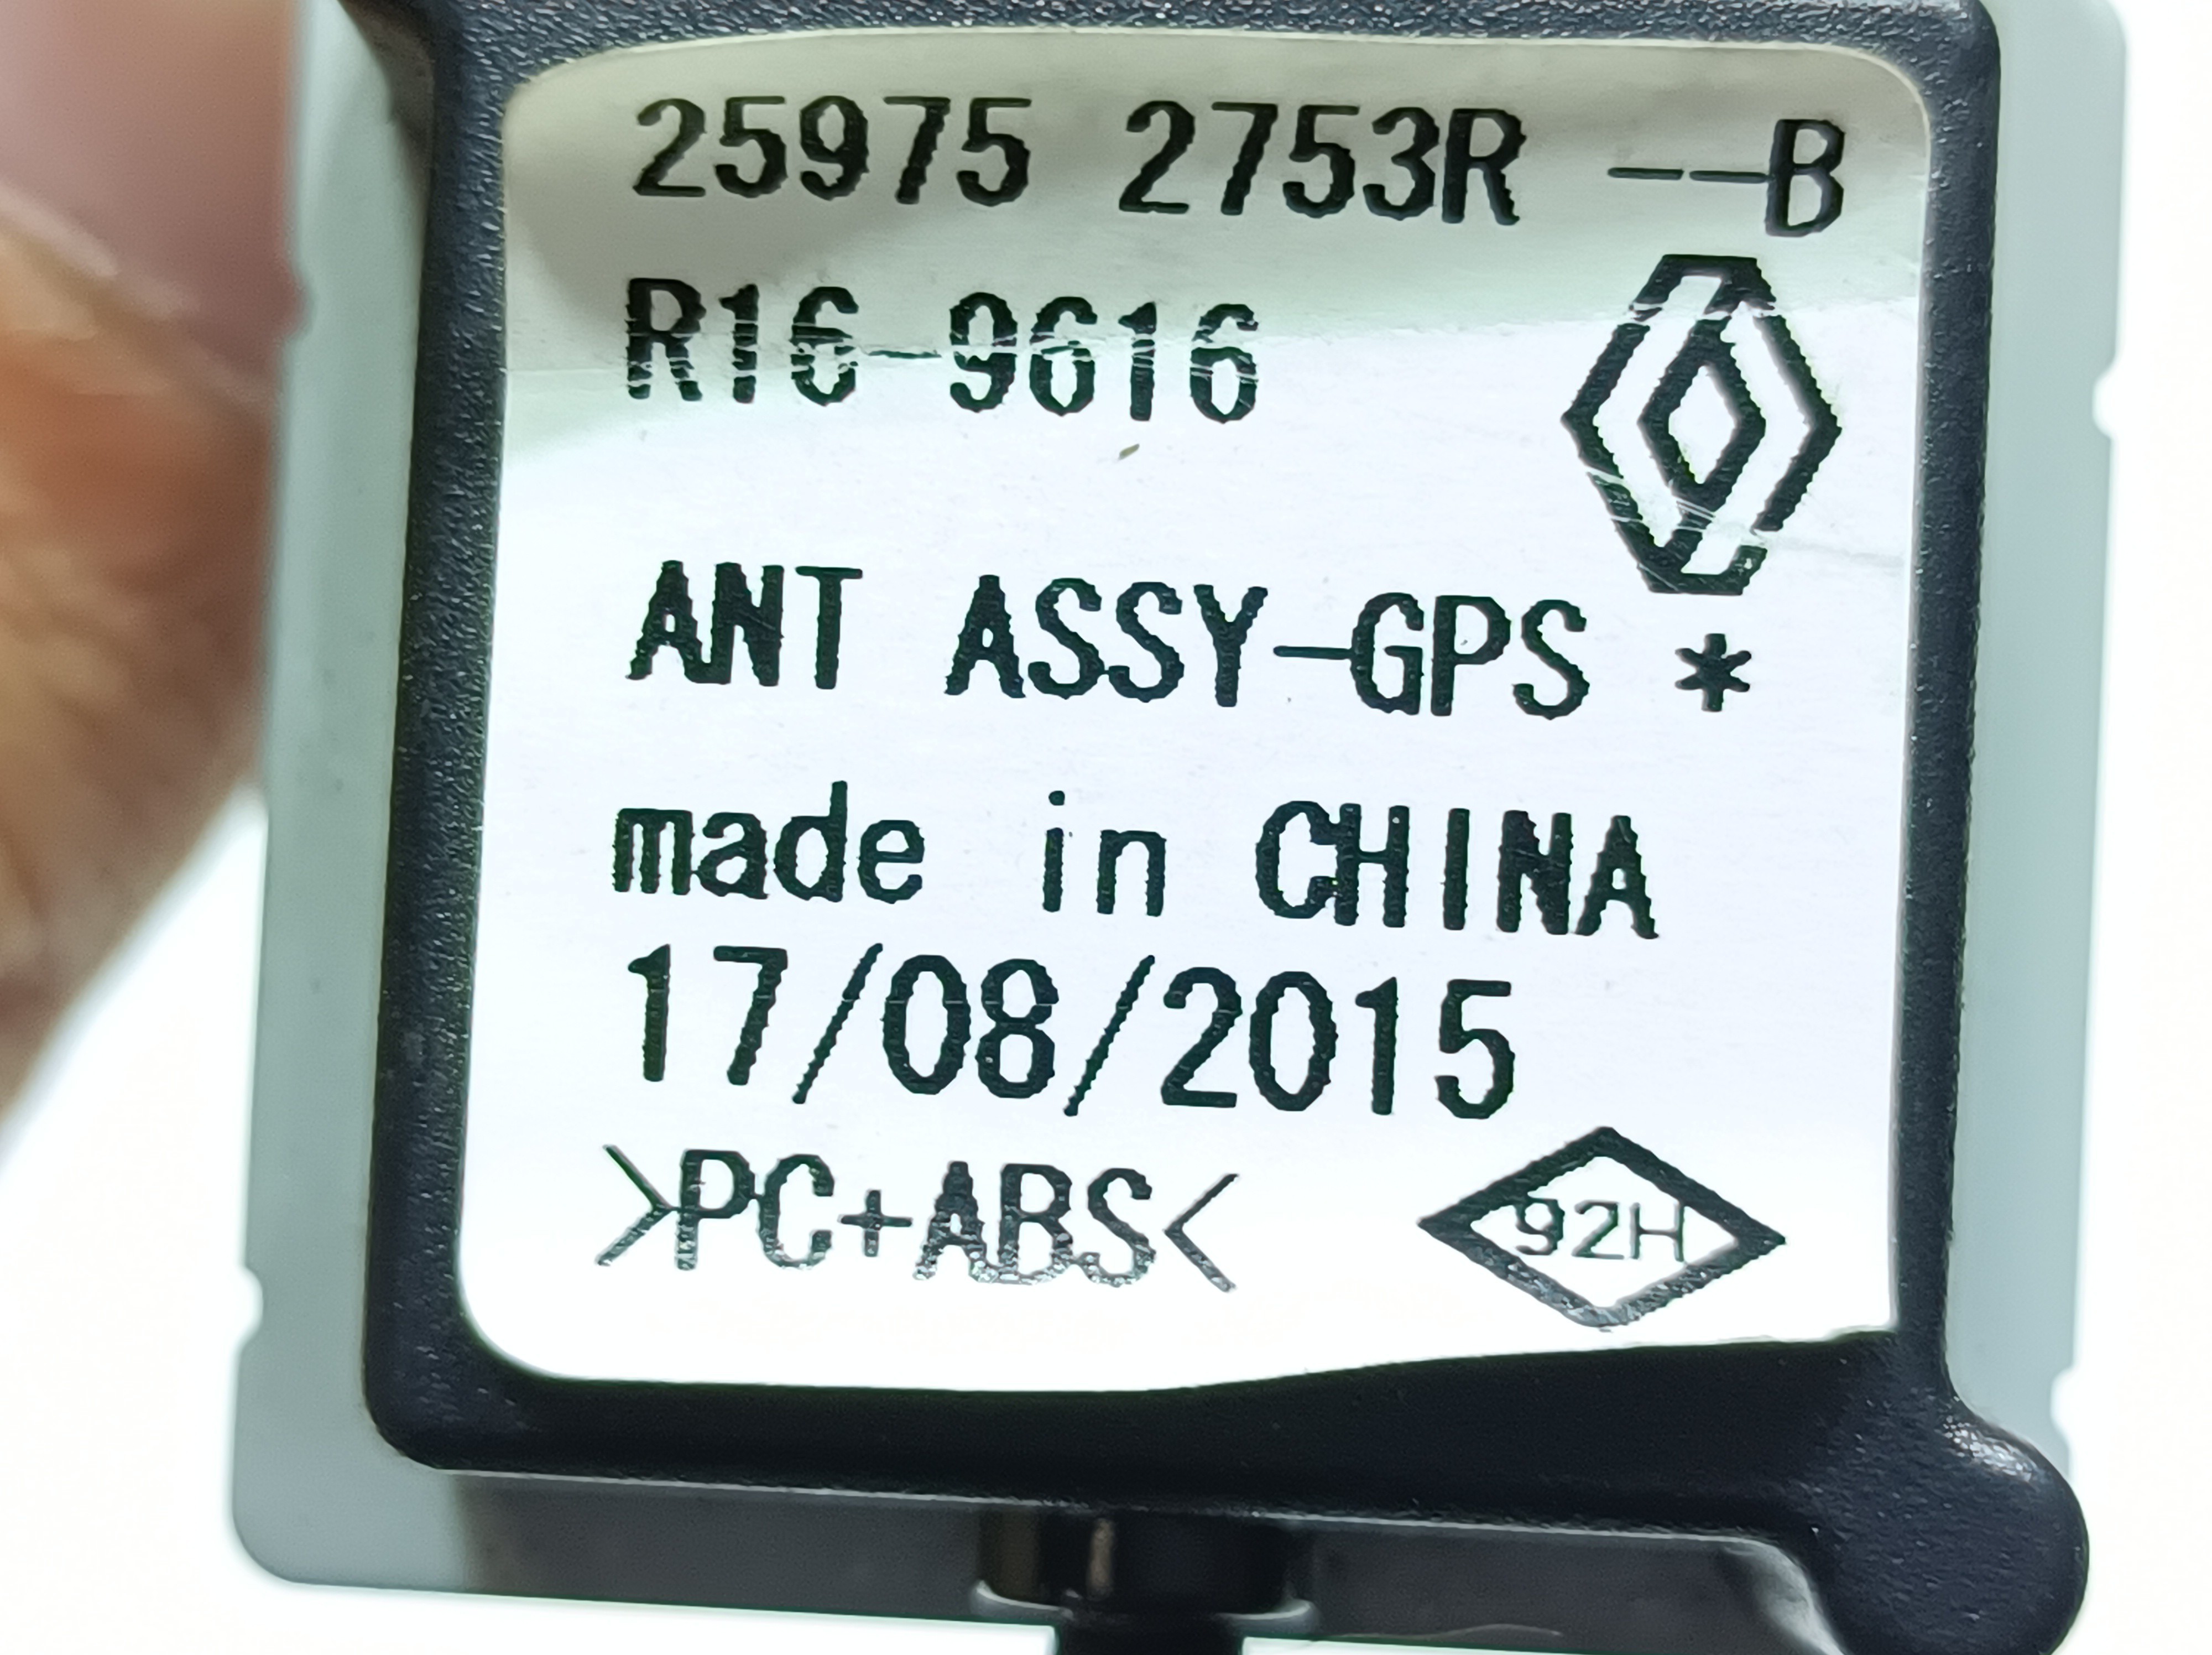 25975 2753R --B
R16-9616
ANT ASSY-GPS *
made in CHINA
17/08/2015
>PC+ABS<
92H